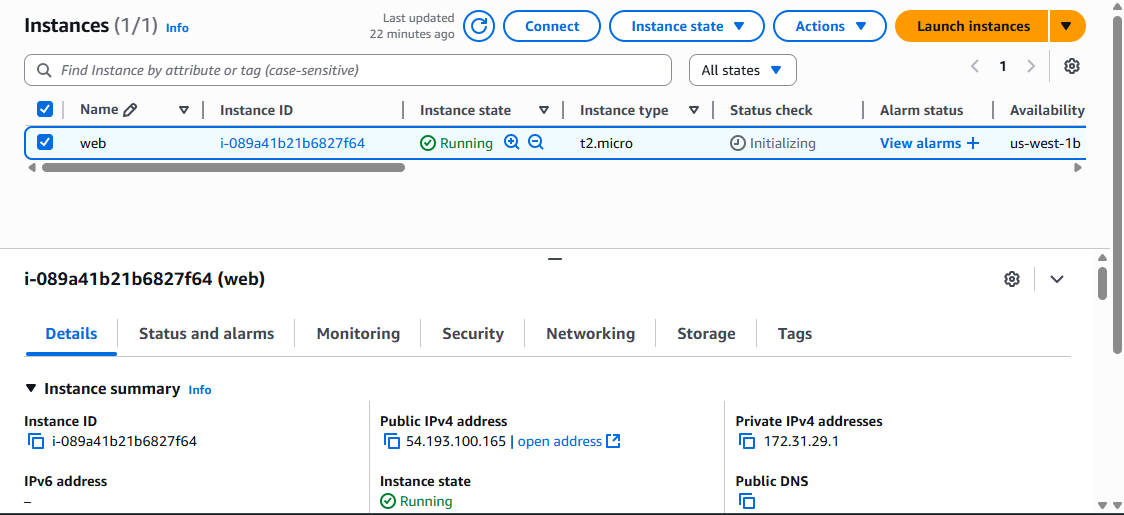 Instances (1/1) Info
Last updated
22 minutes ago
Connect
Instance state
Actions
Launch instances
Find Instance by attribute or tag (case-sensitive)
All states
1
Name Instance ID Instance state Instance type Status check Alarm status Availability
web i-089a41b21b6827f64 Running t2.micro Initializing View alarms + us-west-1b
i-089a41b21b6827f64 (web)
Details Status and alarms Monitoring Security Networking Storage Tags
Instance summary Info
Instance ID
i-089a41b21b6827f64
Public IPv4 address
54.193.100.165 | open address
Private IPv4 addresses
172.31.29.1
IPv6 address
–
Instance state
Running
Public DNS